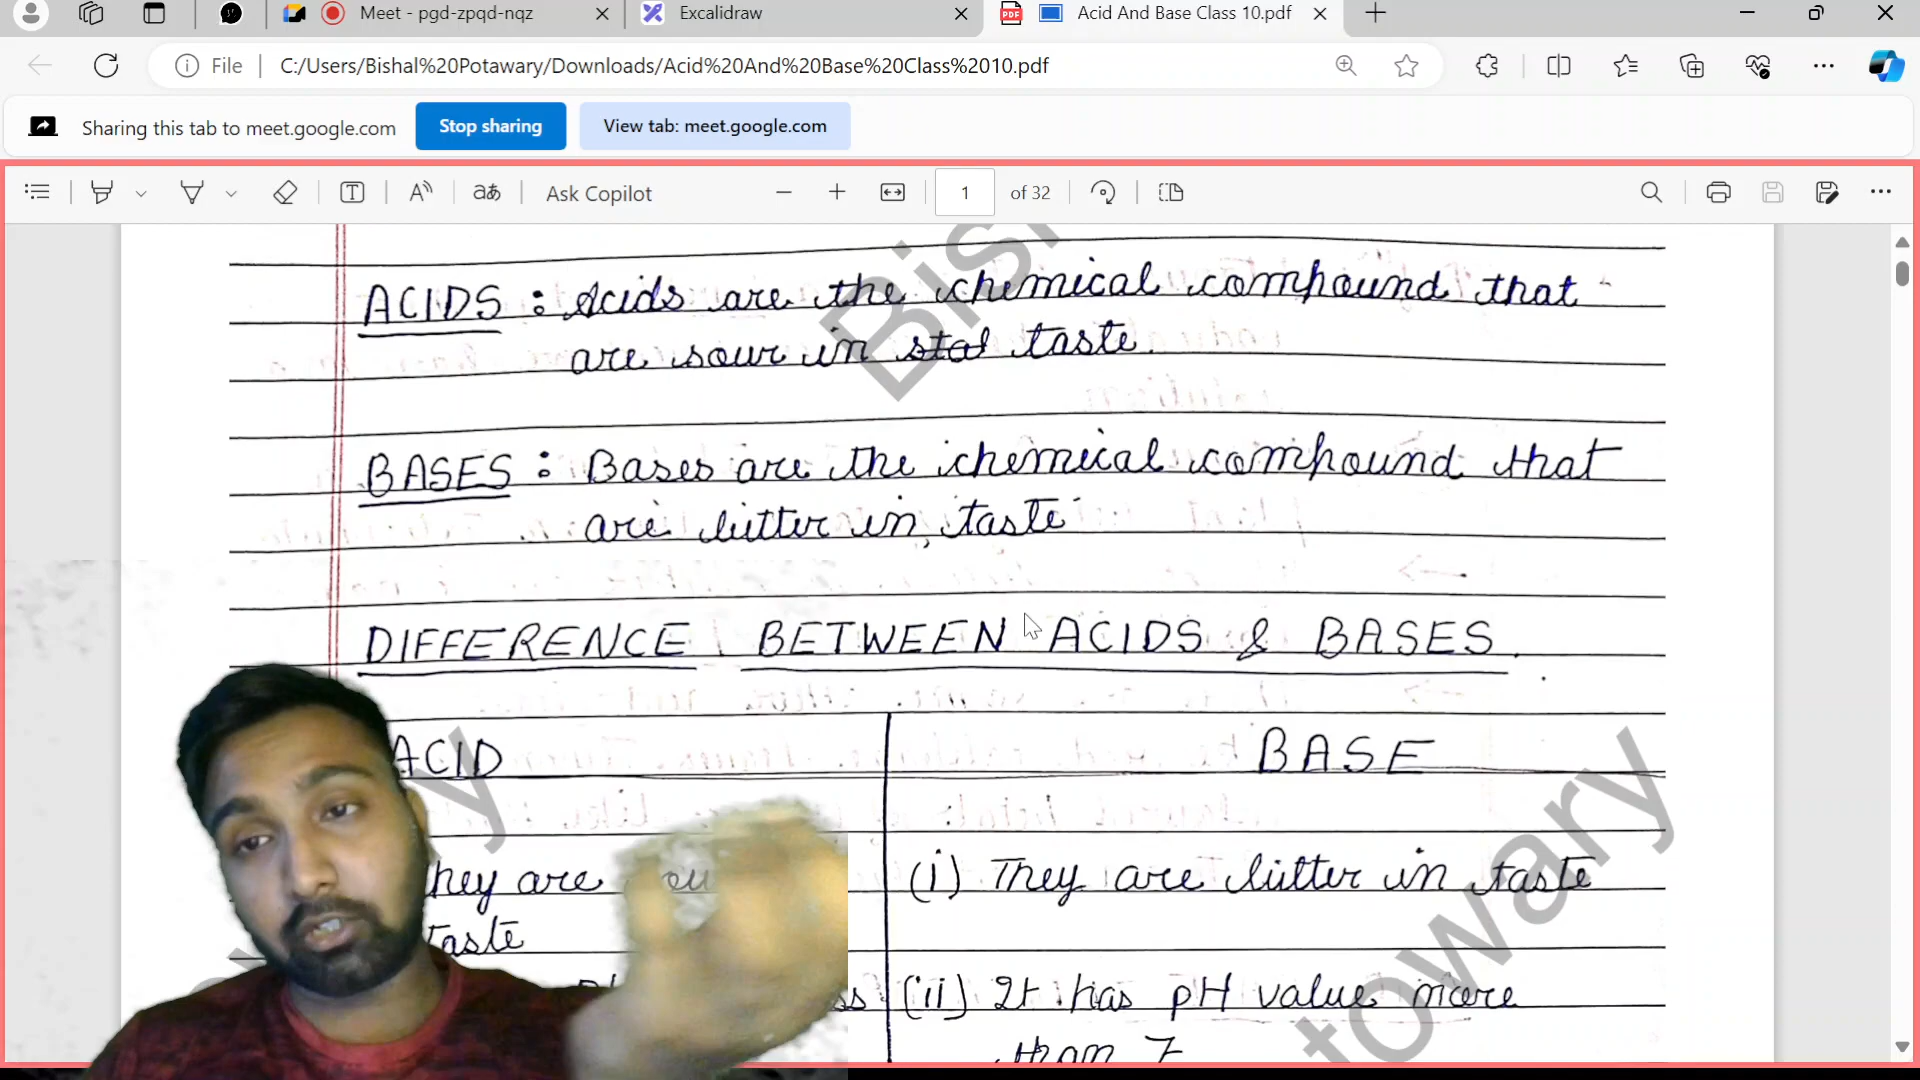 Meet - pgd-zpqd-nqz
Excalidraw
PDF
Acid And Base Class 10.pdf
File
C:/Users/Bishal%20Potawary/Downloads/Acid%20And%20Base%20Class%2010.pdf
Sharing this tab to meet.google.com
Stop sharing
View tab: meet.google.com
Ask Copilot
1 of 32
ACIDS : Acids are the chemical compound that
are sour in taste.
BASES : Bases are the chemical compound that
are bitter in taste
DIFFERENCE BETWEEN ACIDS & BASES.
ACID
BASE
hey are
taste
(i) They are bitter in taste
(ii) It has pH value more
than 7
Bis
y
towary